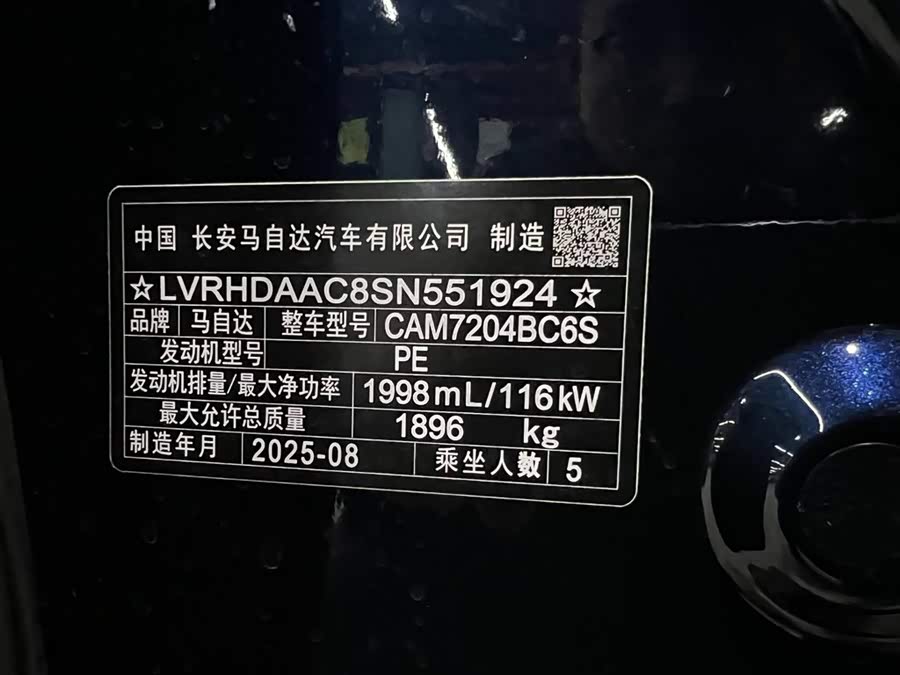 中国 长安马自达汽车有限公司 制造
☆LVRHDAAC8SN551924☆
品牌 马自达 整车型号 CAM7204BC6S
发动机型号 PE
发动机排量/最大净功率 1998mL/116kW
最大允许总质量 1896 kg
制造年月 2025-08 乘坐人数 5